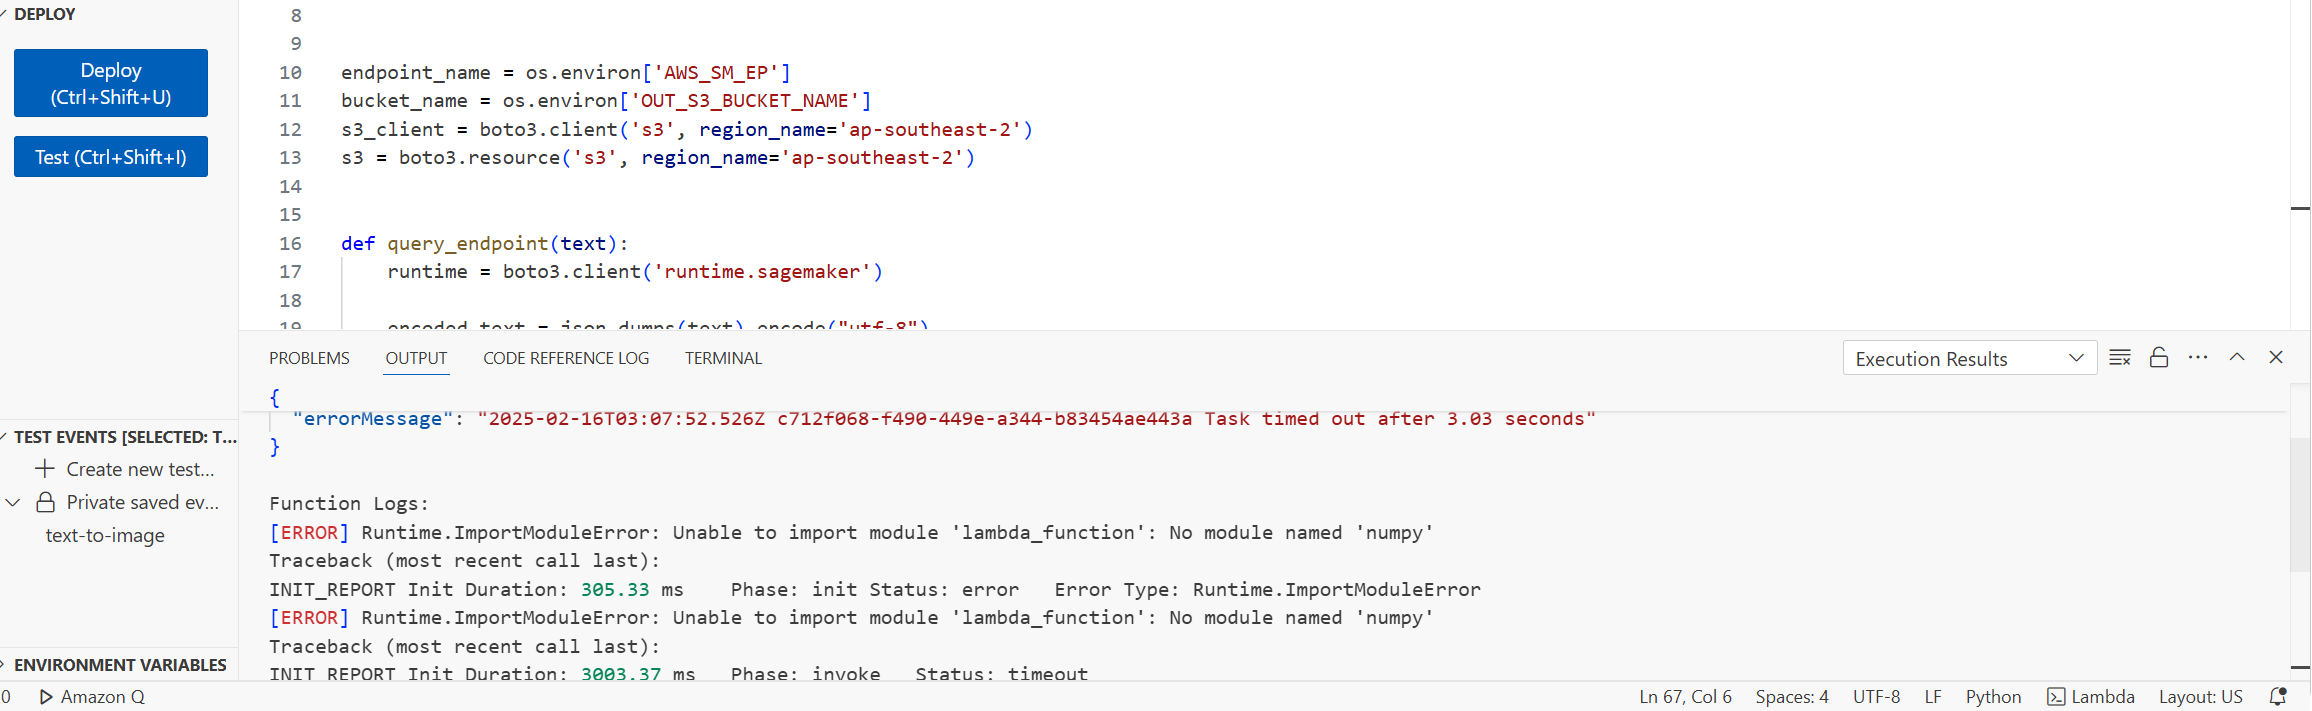 DEPLOY
Deploy
(Ctrl+Shift+U)
Test (Ctrl+Shift+I)
TEST EVENTS [SELECTED: T...
Create new test...
Private saved ev...
text-to-image
ENVIRONMENT VARIABLES
8
9
10 endpoint_name = os.environ['AWS_SM_EP']
11 bucket_name = os.environ['OUT_S3_BUCKET_NAME']
12 s3_client = boto3.client('s3', region_name='ap-southeast-2')
13 s3 = boto3.resource('s3', region_name='ap-southeast-2')
14
15
16 def query_endpoint(text):
17 runtime = boto3.client('runtime.sagemaker')
18
19 encoded_text = json.dumps(text).encode("utf-8")
PROBLEMS OUTPUT CODE REFERENCE LOG TERMINAL Execution Results
{
"errorMessage": "2025-02-16T03:07:52.526Z c712f068-f490-449e-a344-b83454ae443a Task timed out after 3.03 seconds"
}
Function Logs:
[ERROR] Runtime.ImportModuleError: Unable to import module 'lambda_function': No module named 'numpy'
Traceback (most recent call last):
INIT_REPORT Init Duration: 305.33 ms Phase: init Status: error Error Type: Runtime.ImportModuleError
[ERROR] Runtime.ImportModuleError: Unable to import module 'lambda_function': No module named 'numpy'
Traceback (most recent call last):
INIT_REPORT Init Duration: 3003.37 ms Phase: invoke Status: timeout
0 Amazon Q Ln 67, Col 6 Spaces: 4 UTF-8 LF Python Lambda Layout: US